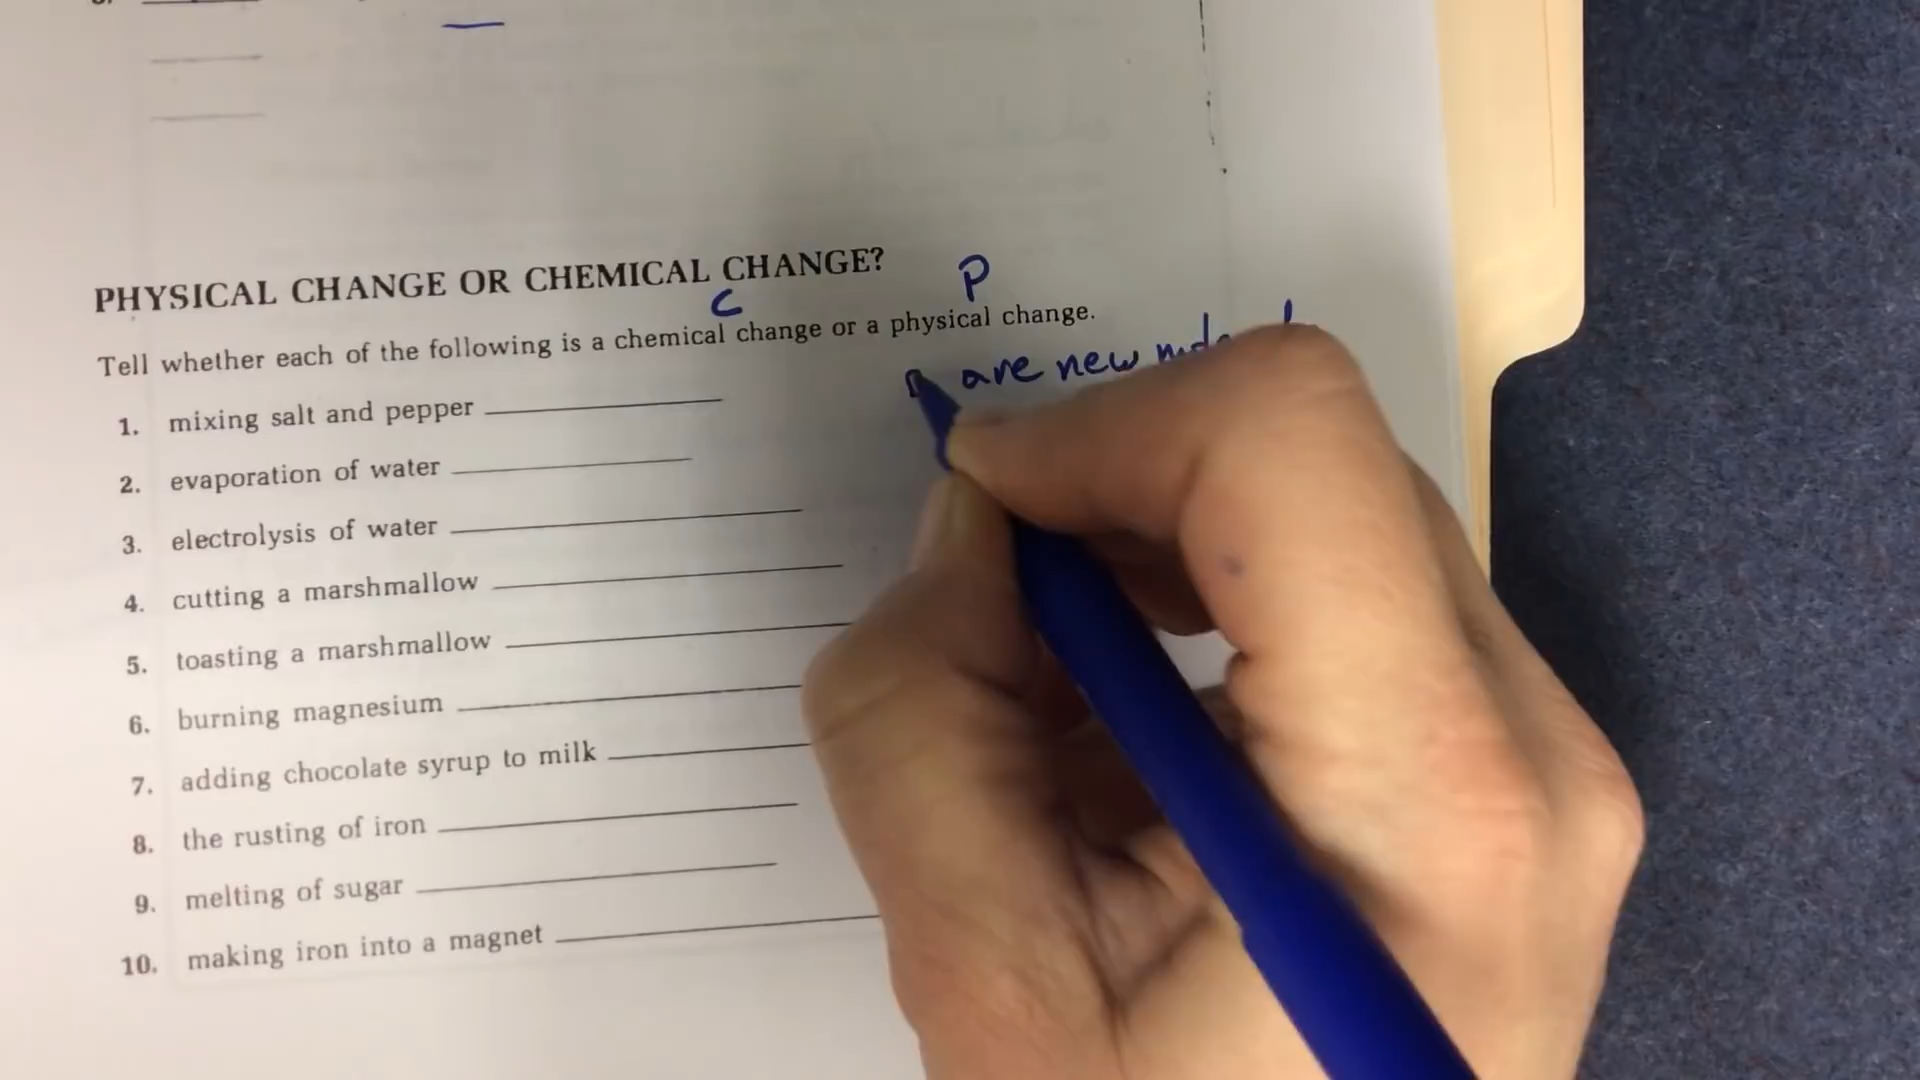 PHYSICAL CHANGE OR CHEMICAL CHANGE?
C P
Tell whether each of the following is a chemical change or a physical change.
are new
1. mixing salt and pepper
2. evaporation of water
3. electrolysis of water
4. cutting a marshmallow
5. toasting a marshmallow
6. burning magnesium
7. adding chocolate syrup to milk
8. the rusting of iron
9. melting of sugar
10. making iron into a magnet